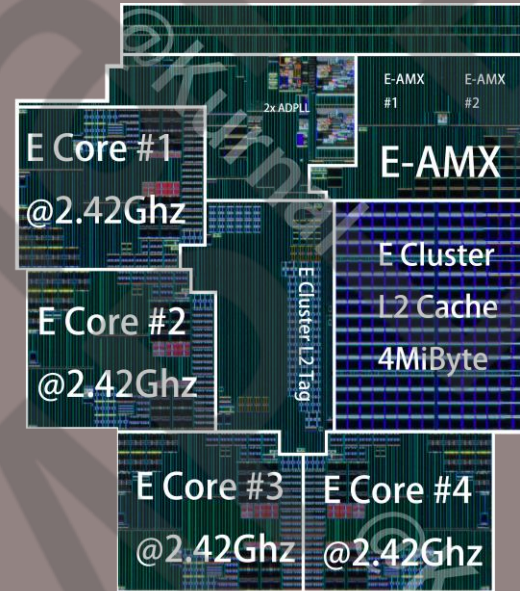 @Kurnal
2x ADPLL
E-AMX
#1
E-AMX
#2
E-AMX
E Core #1
@2.42Ghz
E Cluster
L2 Cache
4MiByte
E Cluster L2 Tag
E Core #2
@2.42Ghz
E Core #3
@2.42Ghz
E Core #4
@2.42Ghz